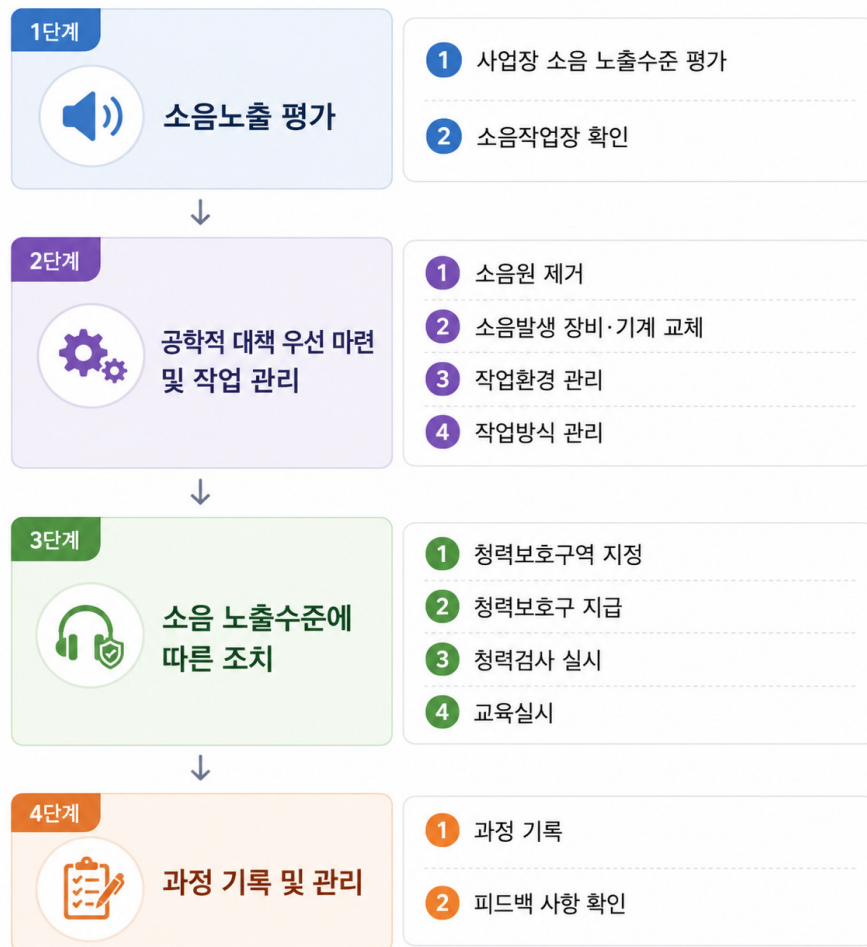 1단계
소음노출 평가
1 사업장 소음 노출수준 평가
2 소음작업장 확인
2단계
공학적 대책 우선 마련
및 작업 관리
1 소음원 제거
2 소음발생 장비·기계 교체
3 작업환경 관리
4 작업방식 관리
3단계
소음 노출수준에
따른 조치
1 청력보호구역 지정
2 청력보호구 지급
3 청력검사 실시
4 교육실시
4단계
과정 기록 및 관리
1 과정 기록
2 피드백 사항 확인